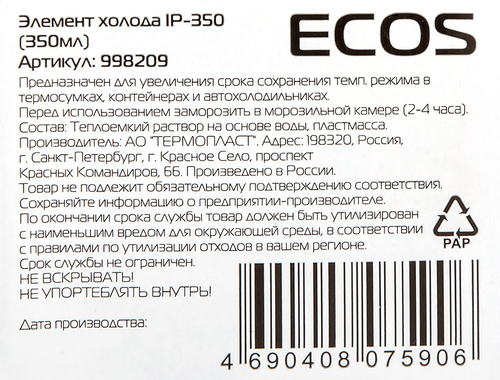 Элемент холода IP-350
(350мл)
Артикул: 998209
ECOS
Предназначен для увеличения срока сохранения темп. режима в
термосумках, контейнерах и автохолодильниках.
Перед использованием заморозить в морозильной камере (2-4 часа).
Состав: Теплоемкий раствор на основе воды, пластмасса.
Производитель: АО "ТЕРМОПЛАСТ". Адрес: 198320, Россия,
г. Санкт-Петербург, г. Красное Село, проспект
Красных Командиров, 6Б. Произведено в России.
Товар не подлежит обязательному подтверждению соответствия.
Сохраняйте информацию о предприятии-производителе.
По окончании срока службы товар должен быть утилизирован
с наименьшим вредом для окружающей среды, в соответствии
с правилами по утилизации отходов в вашем регионе.
Срок службы не ограничен.
НЕ ВСКРЫВАТЬ!
НЕ УПОРТЕБЛЯТЬ ВНУТРЬ!
PAP
Дата производства:
4 690408 075906